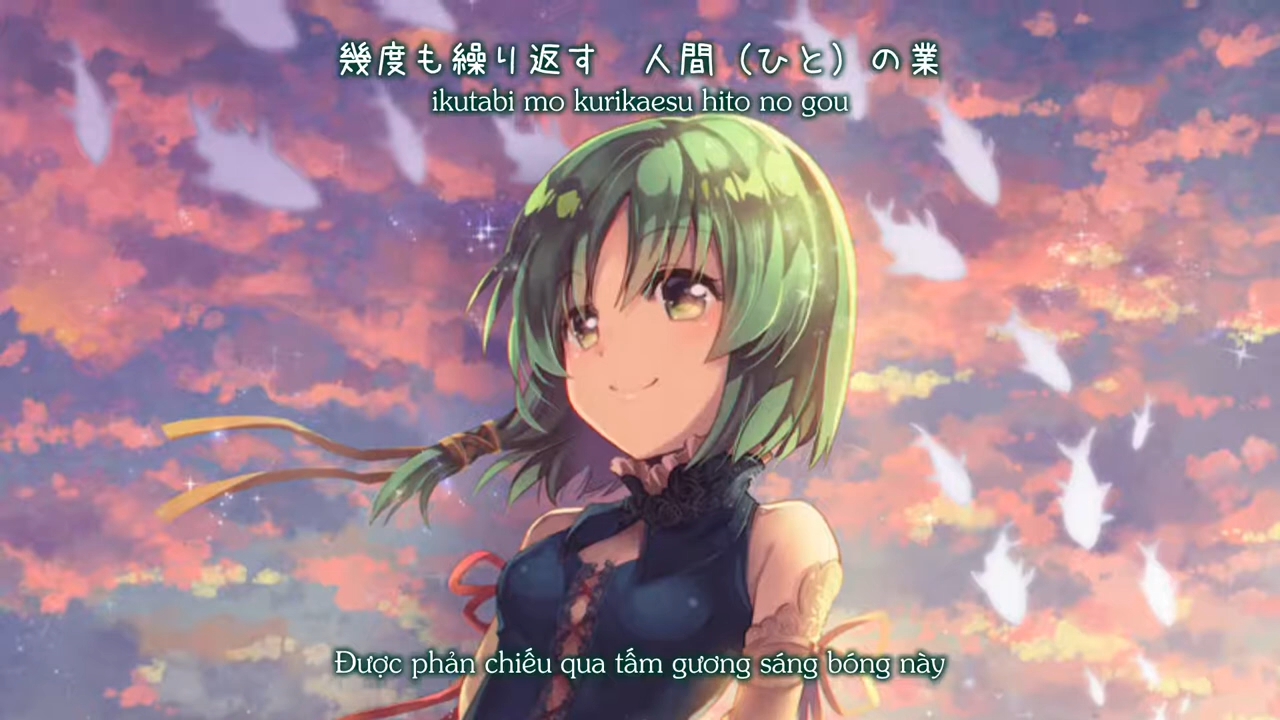 幾度も繰り返す　人間（ひと）の業
ikutabi mo kurikaesu hito no gou
Được phản chiếu qua tấm gương sáng bóng này